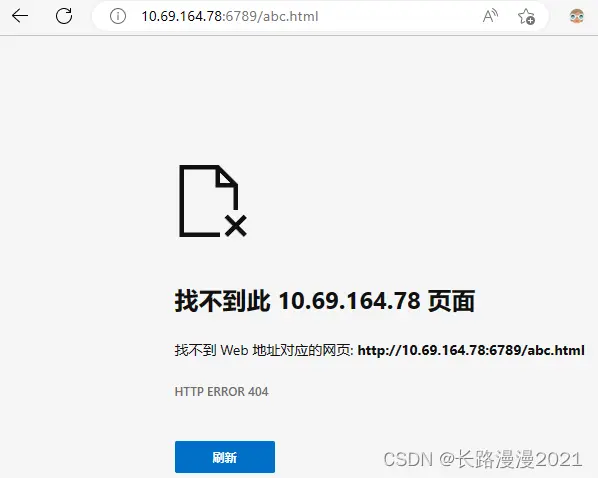 10.69.164.78:6789/abc.html
找不到此 10.69.164.78 页面
找不到 Web 地址对应的网页: http://10.69.164.78:6789/abc.html
HTTP ERROR 404
刷新
CSDN @长路漫漫2021